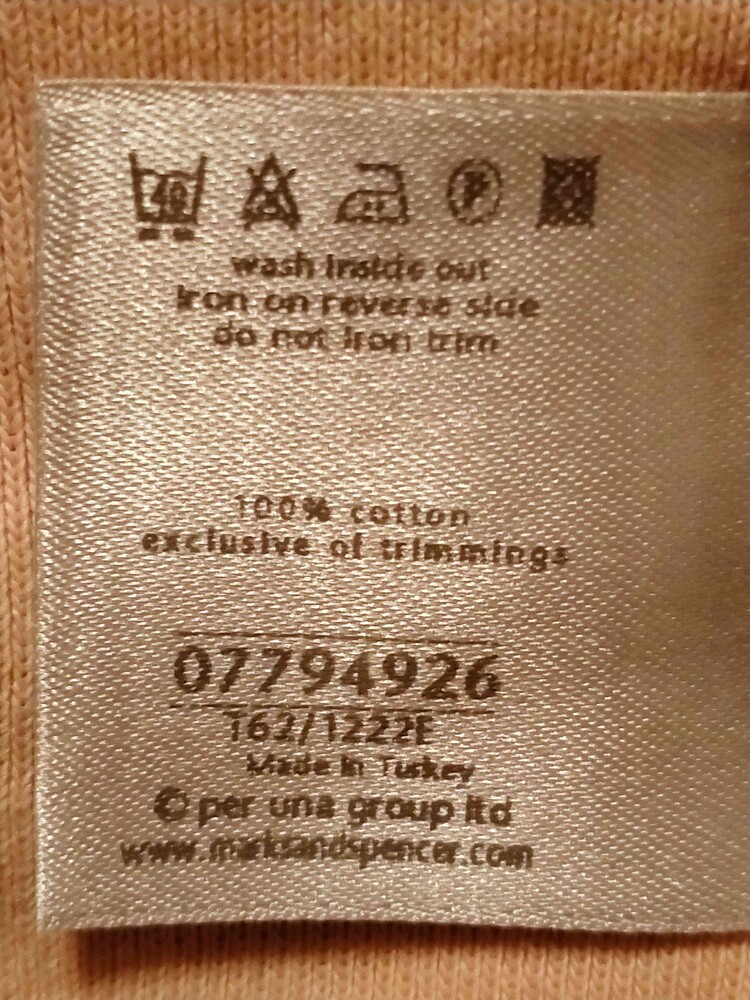 40 P
wash inside out
iron on reverse side
do not iron trim
100% cotton
exclusive of trimmings
07794926
T62/1222E
Made in Turkey
© per una group ltd
www.marksandspencer.com